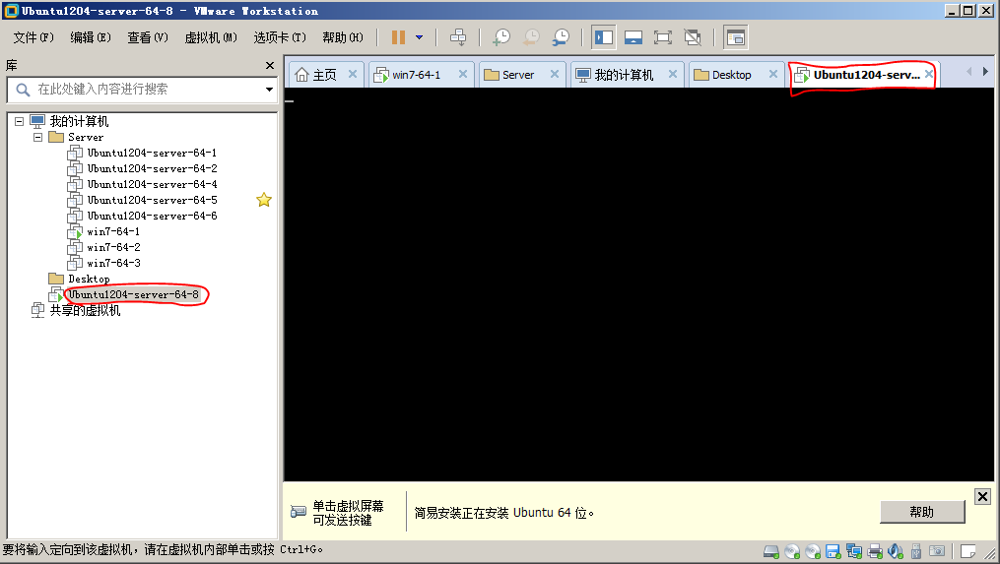 Ubuntu1204-server-64-8 - VMware Workstation
文件(F) 编辑(E) 查看(V) 虚拟机(M) 选项卡(T) 帮助(H)
库
在此处键入内容进行搜索
主页 win7-64-1 Server 我的计算机 Desktop Ubuntu1204-serv...
我的计算机
Server
Ubuntu1204-server-64-1
Ubuntu1204-server-64-2
Ubuntu1204-server-64-4
Ubuntu1204-server-64-5
Ubuntu1204-server-64-6
win7-64-1
win7-64-2
win7-64-3
Desktop
Ubuntu1204-server-64-8
共享的虚拟机
单击虚拟屏幕
可发送按键
简易安装正在安装 Ubuntu 64 位。
帮助
要将输入定向到该虚拟机，请在虚拟机内部单击或按 Ctrl+G。